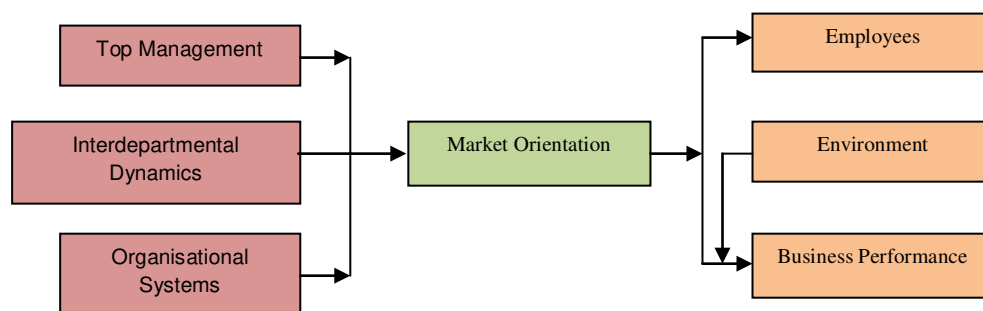 Top Management
Interdepartmental
Dynamics
Organisational
Systems
Market Orientation
Employees
Environment
Business Performance